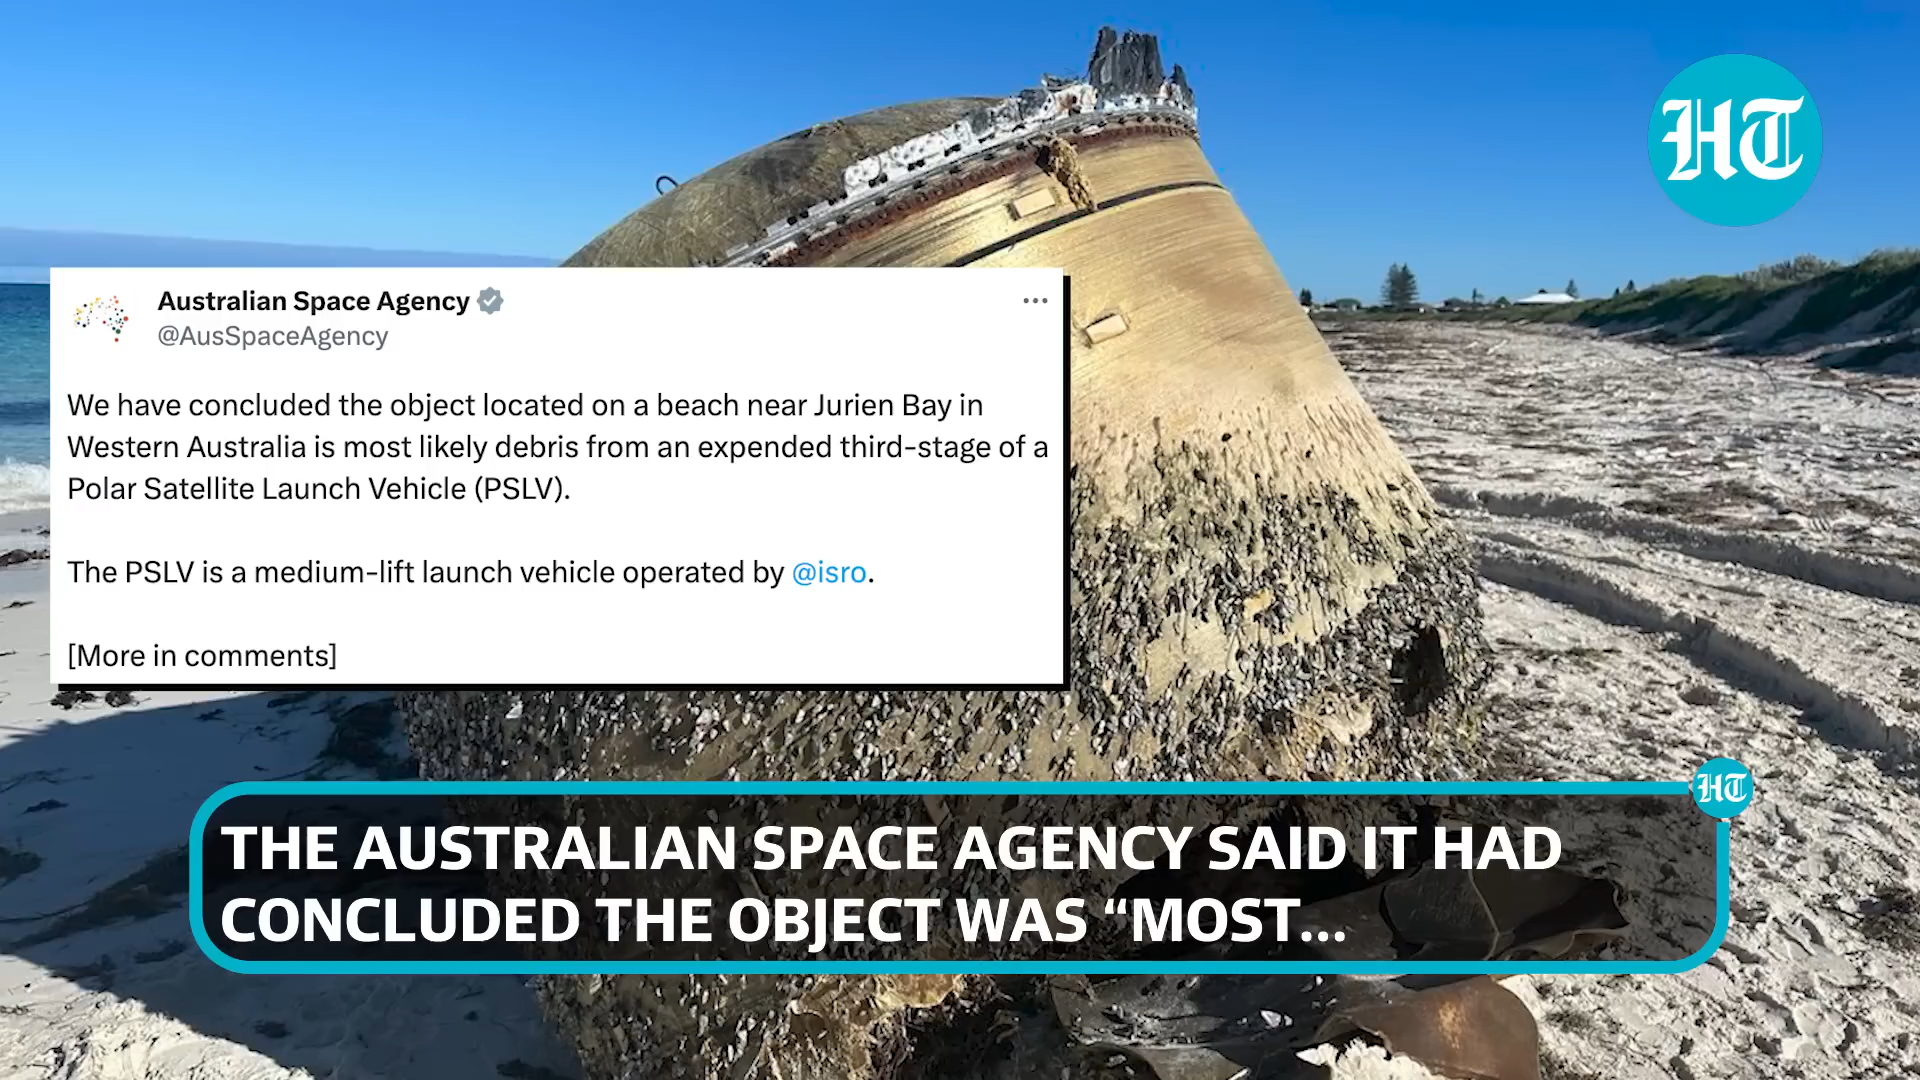 HT
Australian Space Agency
@AusSpaceAgency
We have concluded the object located on a beach near Jurien Bay in
Western Australia is most likely debris from an expended third-stage of a
Polar Satellite Launch Vehicle (PSLV).
The PSLV is a medium-lift launch vehicle operated by @isro.
[More in comments]
HT
THE AUSTRALIAN SPACE AGENCY SAID IT HAD
CONCLUDED THE OBJECT WAS “MOST...